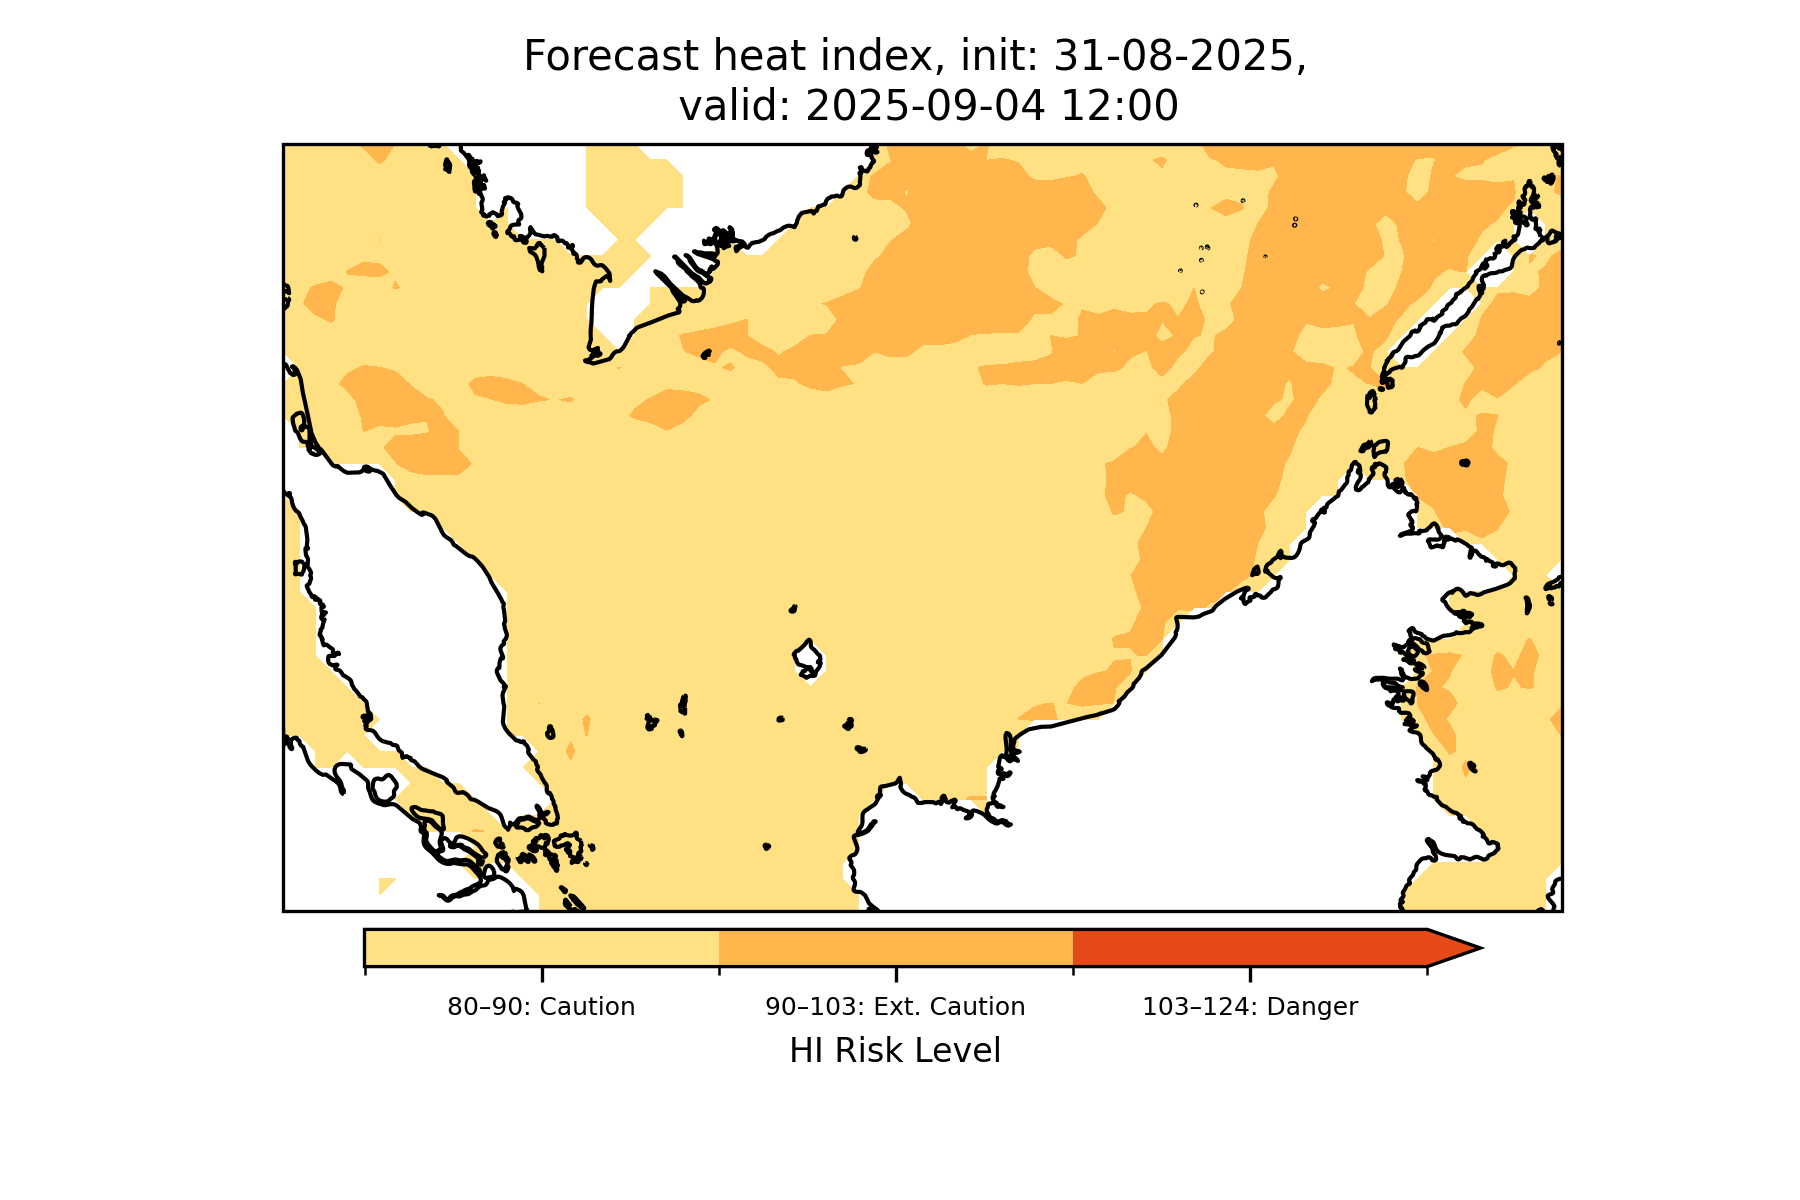 Forecast heat index, init: 31-08-2025,
valid: 2025-09-04 12:00
80–90: Caution
90–103: Ext. Caution
103–124: Danger
HI Risk Level